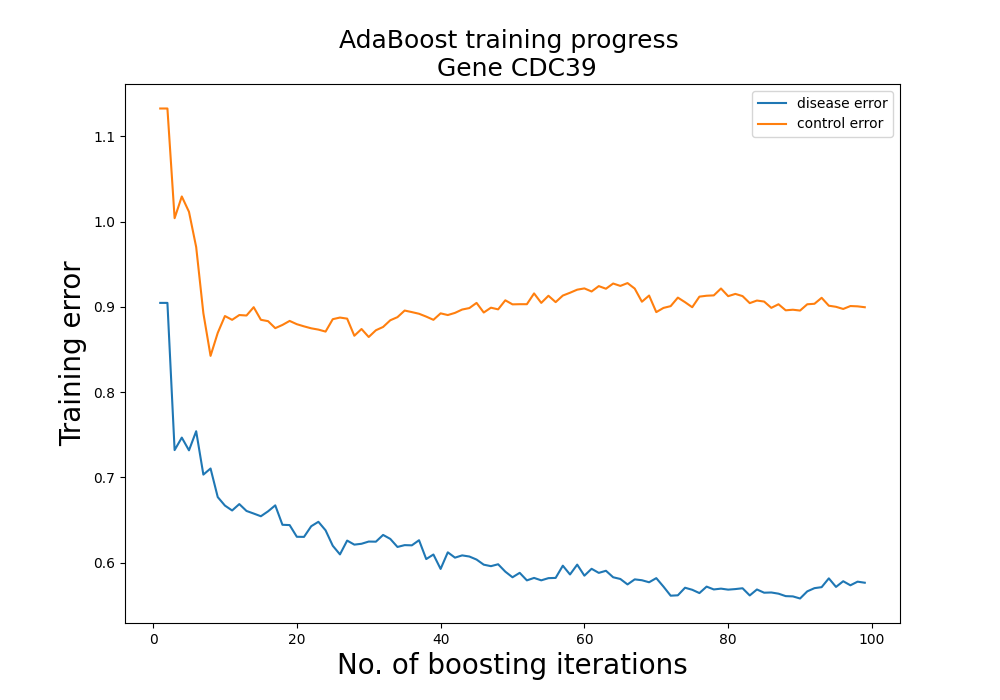 AdaBoost training progress
Gene CDC39
disease error
control error
Training error
1.1
1.0
0.9
0.8
0.7
0.6
0
20
40
60
80
100
No. of boosting iterations